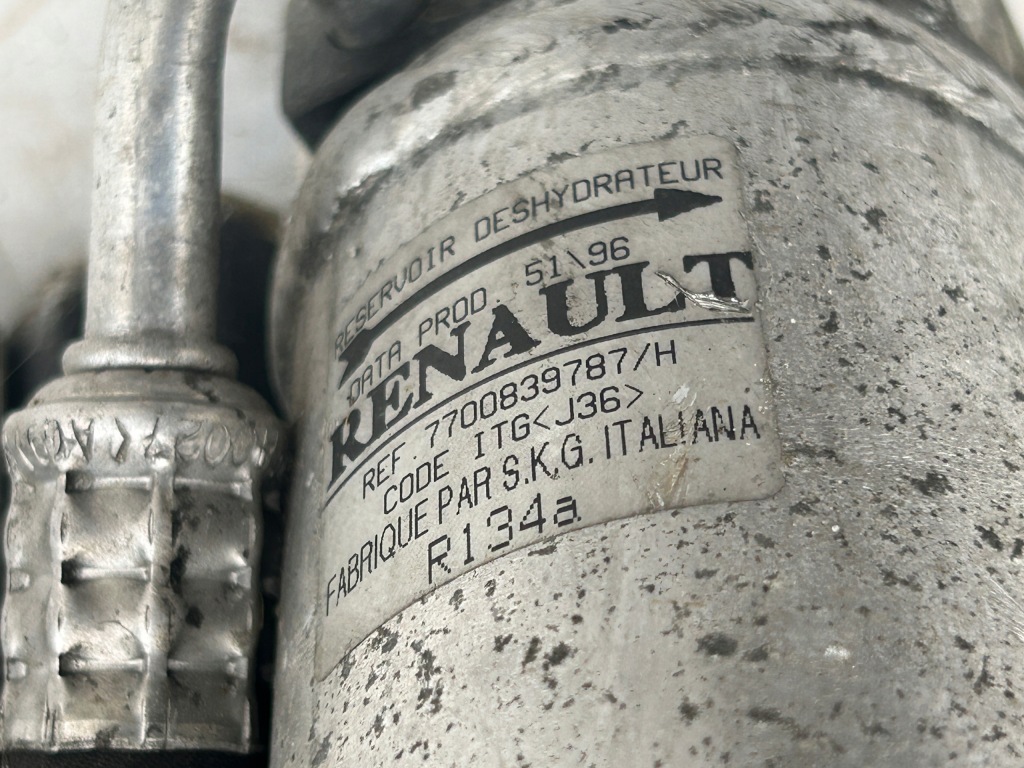 RESERVOIR DESHYDRATEUR
DATA PROD. 51\96
RENAULT
REF. 7700839787/H
CODE ITG<J36>
FABRIQUE PAR S.K.G. ITALIANA
R134a